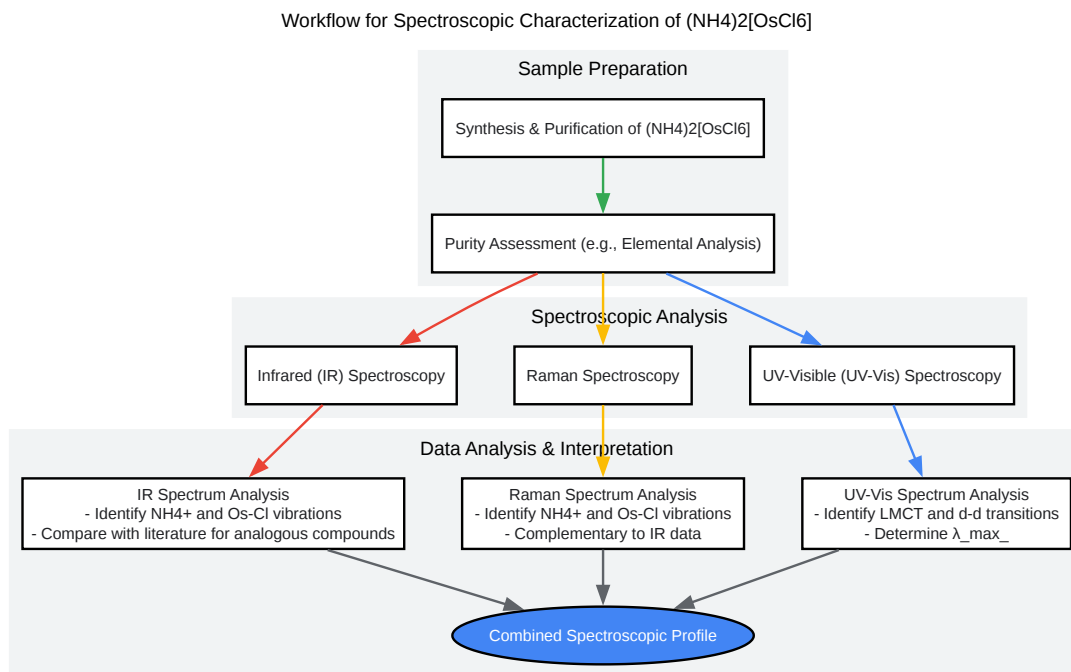 Workflow for Spectroscopic Characterization of (NH4)2[OsCl6]
Sample Preparation
Synthesis & Purification of (NH4)2[OsCl6]
Purity Assessment (e.g., Elemental Analysis)
Spectroscopic Analysis
Infrared (IR) Spectroscopy
Raman Spectroscopy
UV-Visible (UV-Vis) Spectroscopy
Data Analysis & Interpretation
IR Spectrum Analysis
- Identify NH4+ and Os-Cl vibrations
- Compare with literature for analogous compounds
Raman Spectrum Analysis
- Identify NH4+ and Os-Cl vibrations
- Complementary to IR data
UV-Vis Spectrum Analysis
- Identify LMCT and d-d transitions
- Determine λ_max_
Combined Spectroscopic Profile